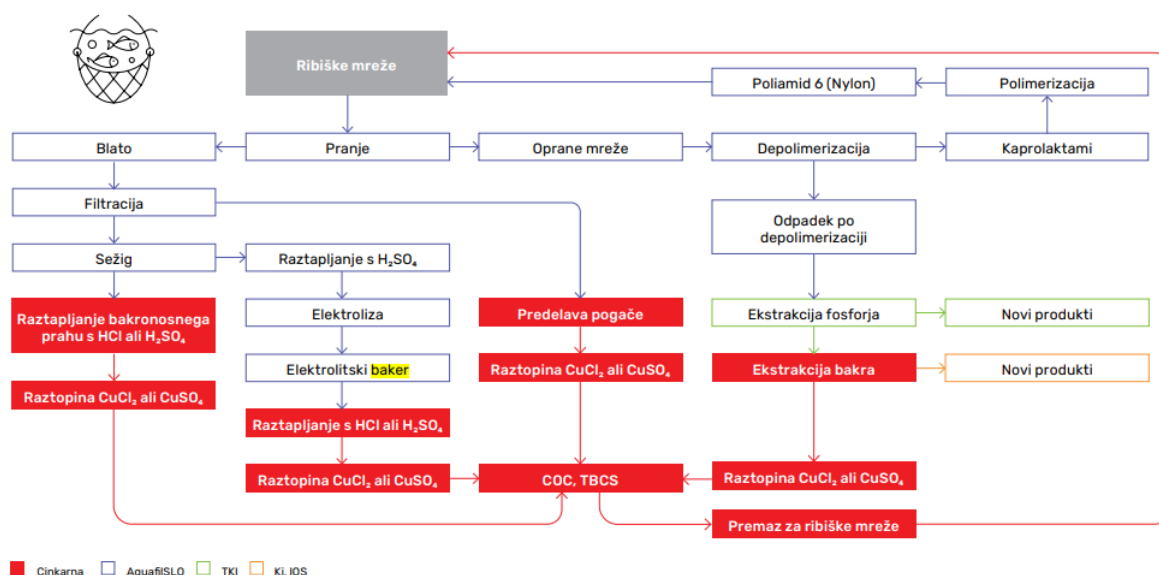 Ribiške mreže
Poliamid 6 (Nylon)
Polimerizacija
Blato
Pranje
Oprane mreže
Depolimerizacija
Kaprolaktami
Filtracija
Odpadek po
depolimerizaciji
Sežig
Raztapljanje s H₂SO₄
Raztapljanje bakronosnega
prahu s HCl ali H₂SO₄
Elektroliza
Predelava pogače
Ekstrakcija fosforja
Novi produkti
Elektrolitski baker
Raztopina CuCl₂ ali CuSO₄
Ekstrakcija bakra
Novi produkti
Raztopina CuCl₂ ali CuSO₄
Raztapljanje s HCl ali H₂SO₄
Raztopina CuCl₂ ali CuSO₄
COC, TBCS
Raztopina CuCl₂ ali CuSO₄
Premaz za ribiške mreže
Cinkarna
AquafilSLO
TKI
KI, IOS